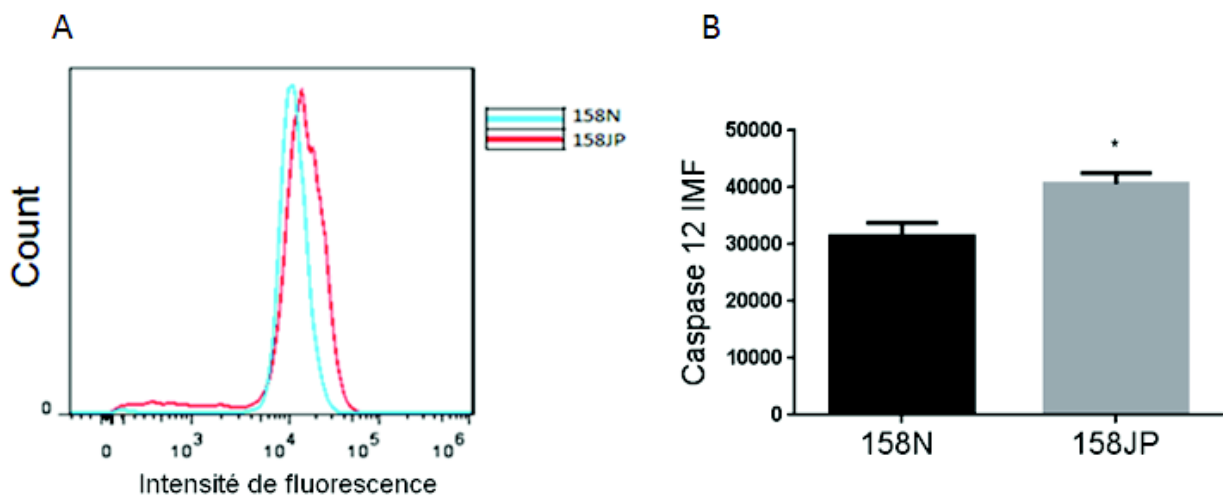 A
Count
0
0 10^3 10^4 10^5 10^6
Intensité de fluorescence
158N
158JP
B
Caspase 12 IMF
50000
40000
30000
20000
10000
0
*
158N 158JP